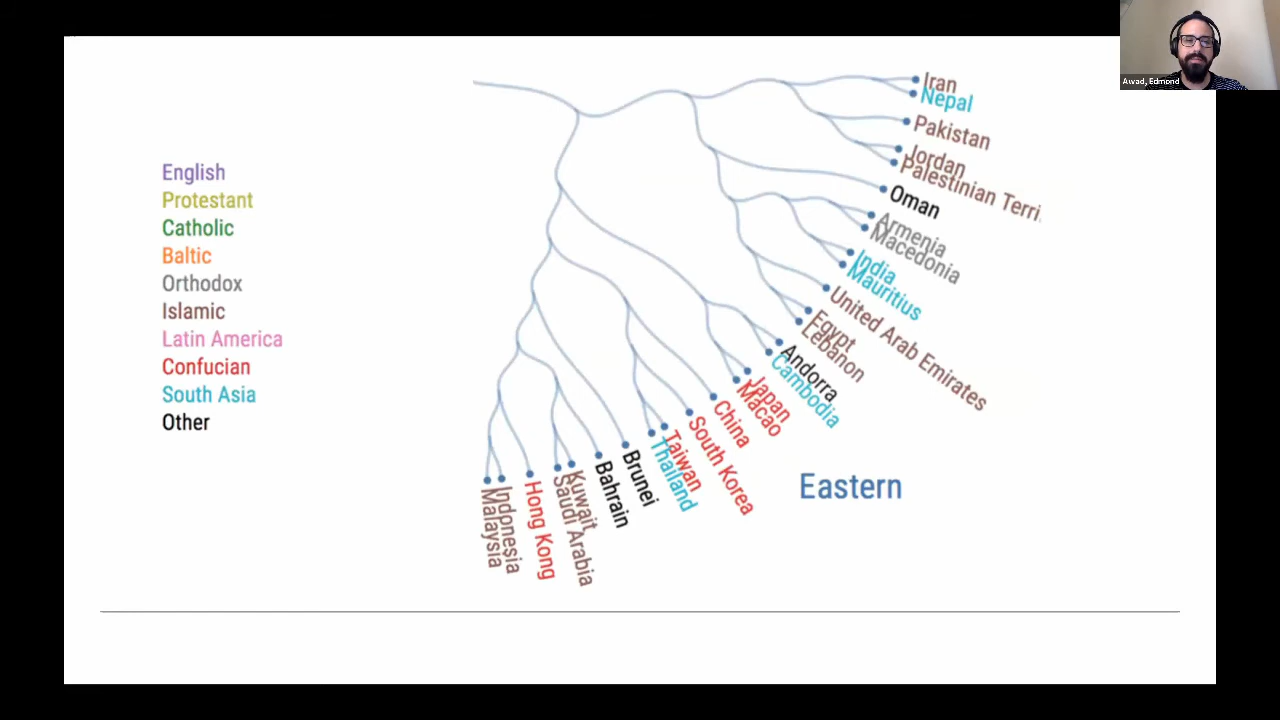 Awad, Edmond
English
Protestant
Catholic
Baltic
Orthodox
Islamic
Latin America
Confucian
South Asia
Other
Iran
Nepal
Pakistan
Jordan
Palestinian Terri
Oman
Armenia
Macedonia
India
Mauritius
United Arab Emirates
Egypt
Lebanon
Andorra
Cambodia
Japan
Macao
China
South Korea
Taiwan
Thailand
Brunei
Bahrain
Kuwait
Saudi Arabia
Hong Kong
Indonesia
Malaysia
Eastern